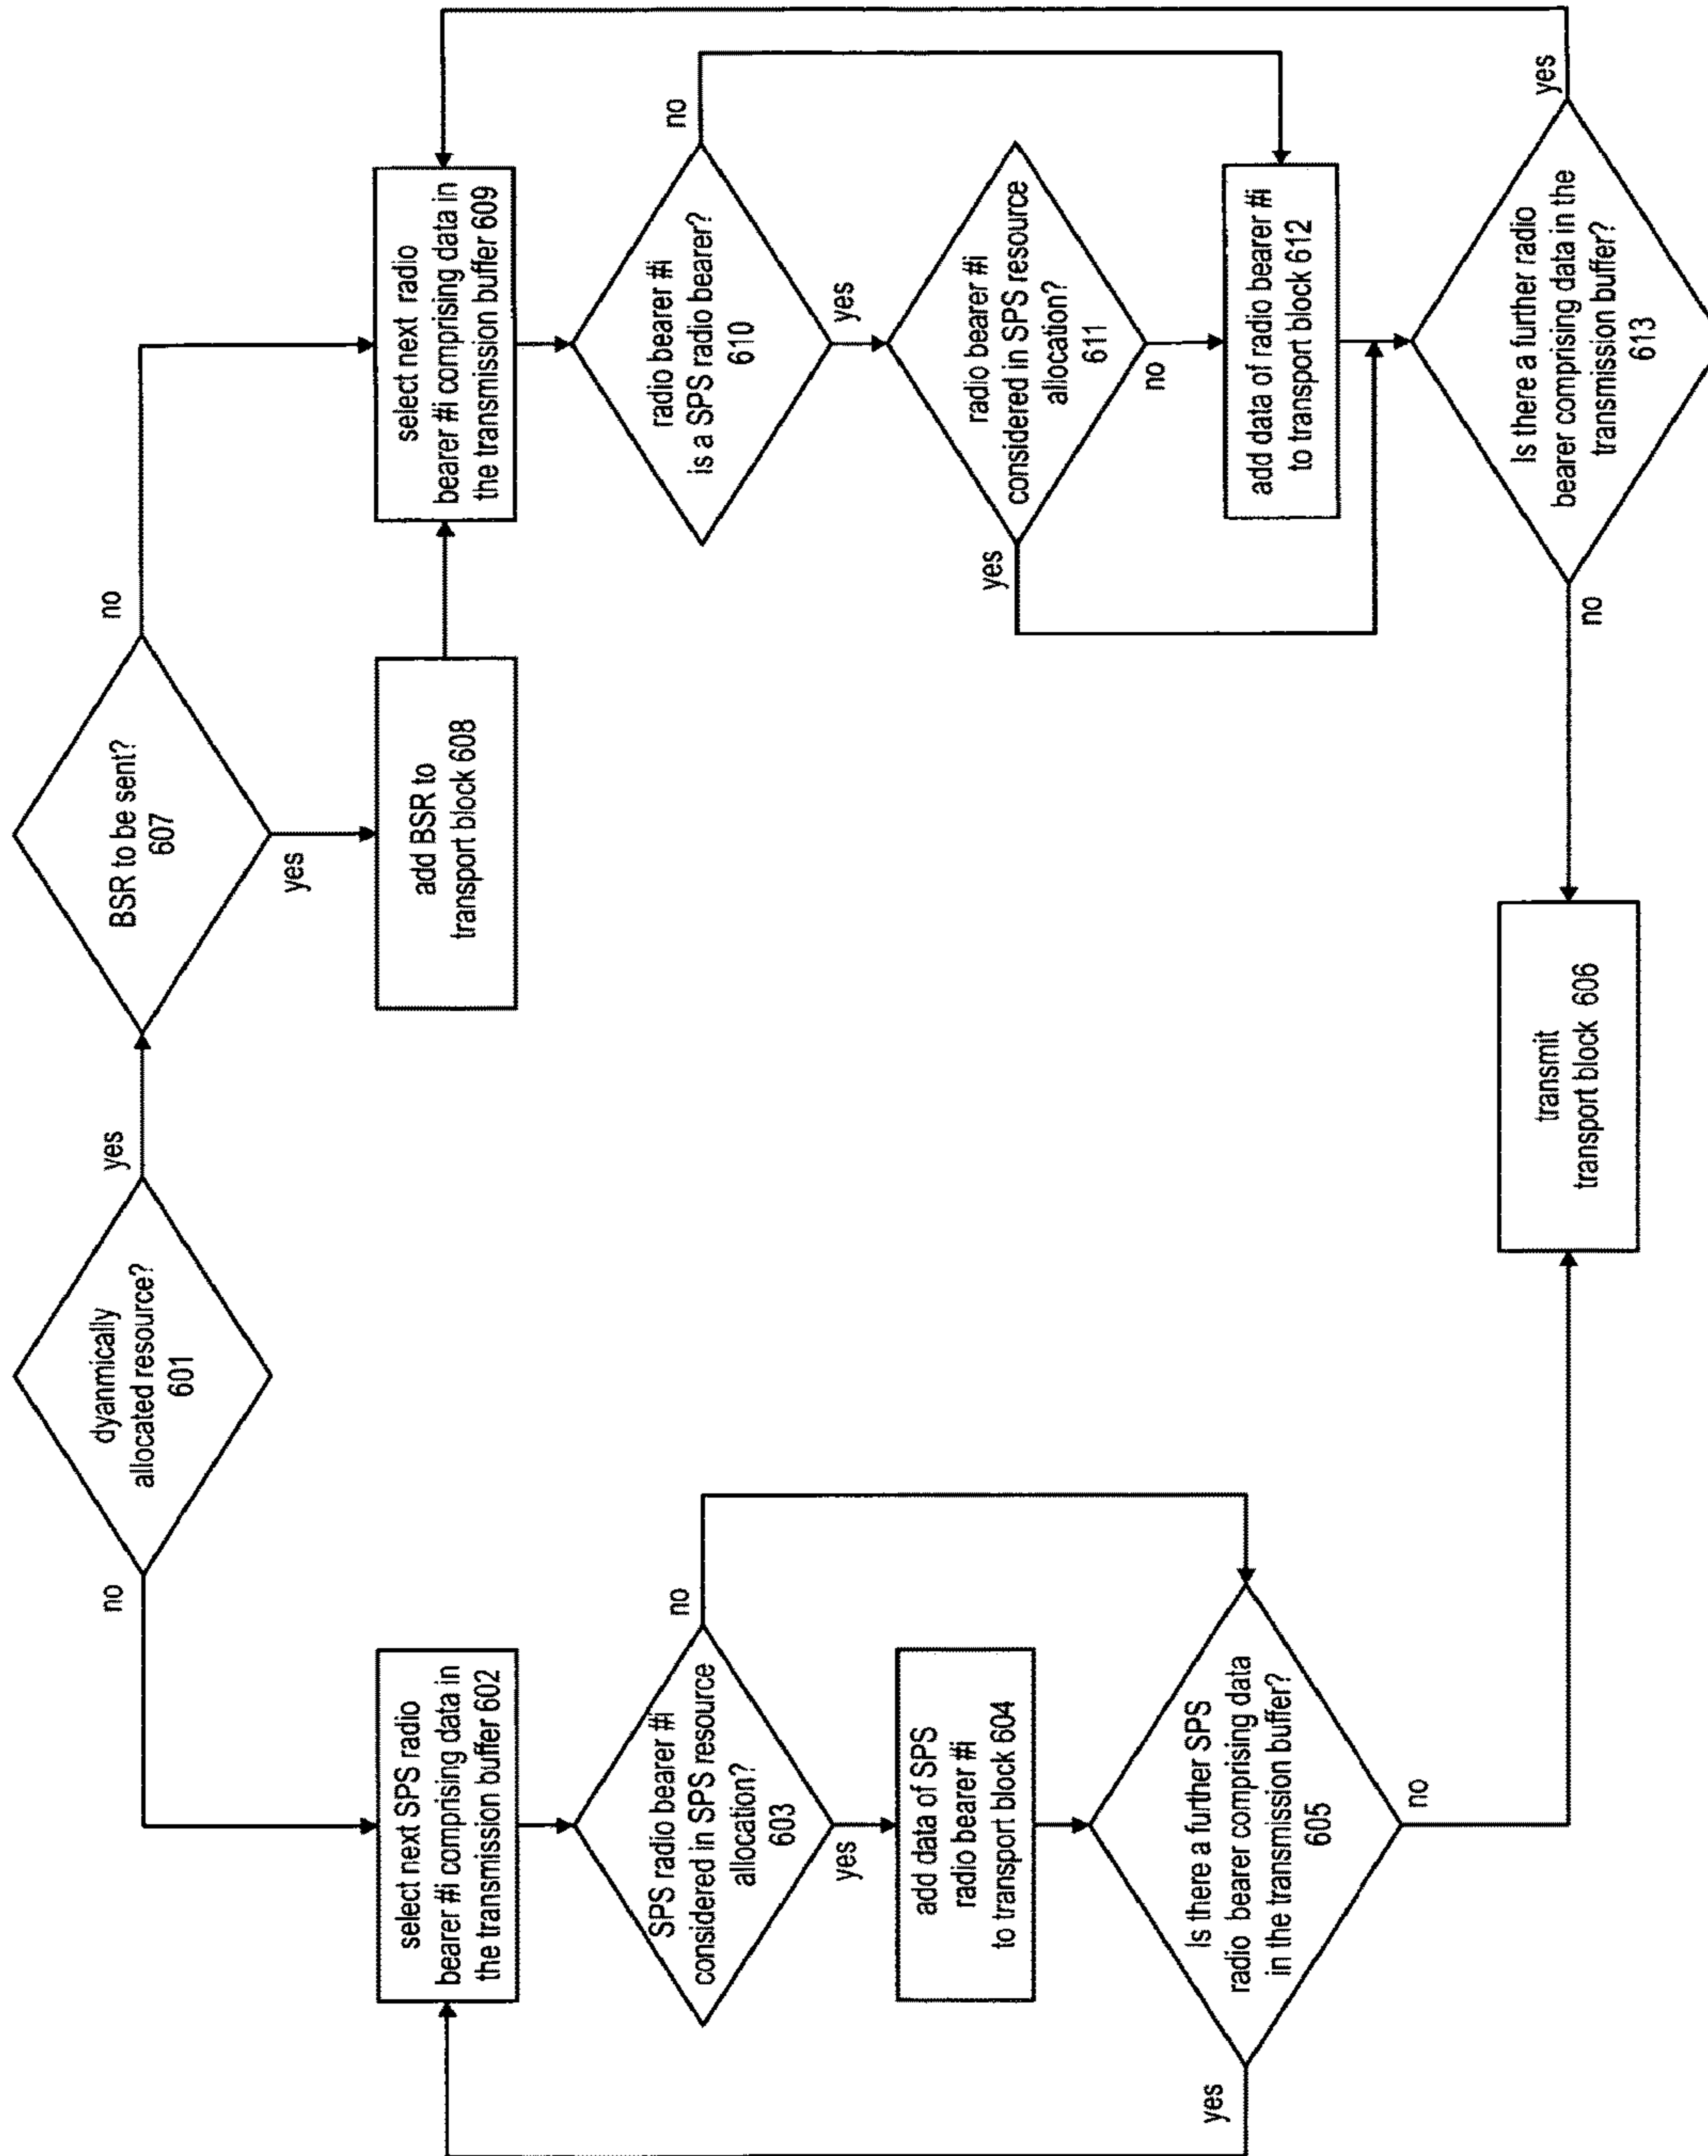 dyanmically
allocated resource?
601
no
yes
select next SPS radio
bearer #i comprising data in
the transmission buffer 602
SPS radio bearer #i
considered in SPS resource
allocation?
603
no
yes
add data of SPS
radio bearer #i
to transport block 604
Is there a further SPS
radio bearer comprising data
in the transmission buffer?
605
yes
no
transmit
transport block 606
BSR to be sent?
607
no
yes
add BSR to
transport block 608
select next radio
bearer #i comprising data in
the transmission buffer 609
radio bearer #i
is a SPS radio bearer?
610
no
yes
radio bearer #i
considered in SPS resource
allocation?
611
yes
no
add data of radio bearer #i
to transport block 612
Is there a further radio
bearer comprising data in the
transmission buffer?
613
no
yes